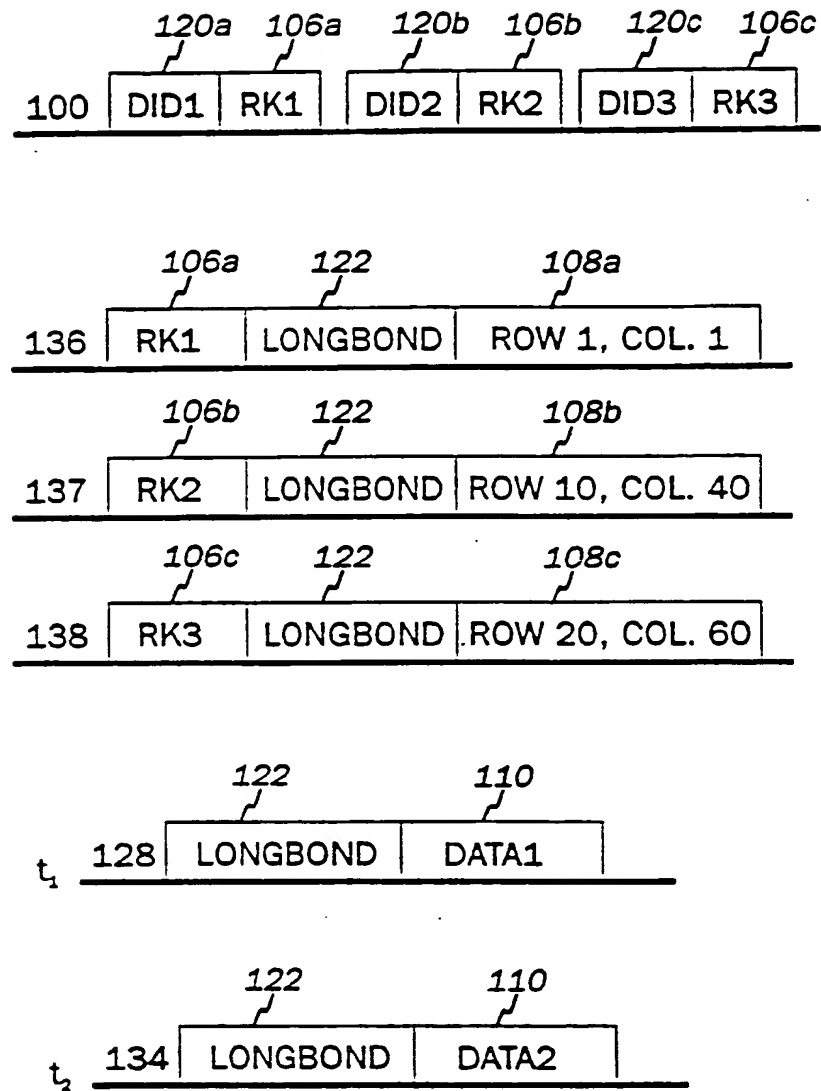 120a 106a 120b 106b 120c 106c
100 DID1 RK1 DID2 RK2 DID3 RK3
106a 122 108a
136 RK1 LONGBOND ROW 1, COL. 1
106b 122 108b
137 RK2 LONGBOND ROW 10, COL. 40
106c 122 108c
138 RK3 LONGBOND ROW 20, COL. 60
122 110
t₁ 128 LONGBOND DATA1
122 110
t₂ 134 LONGBOND DATA2